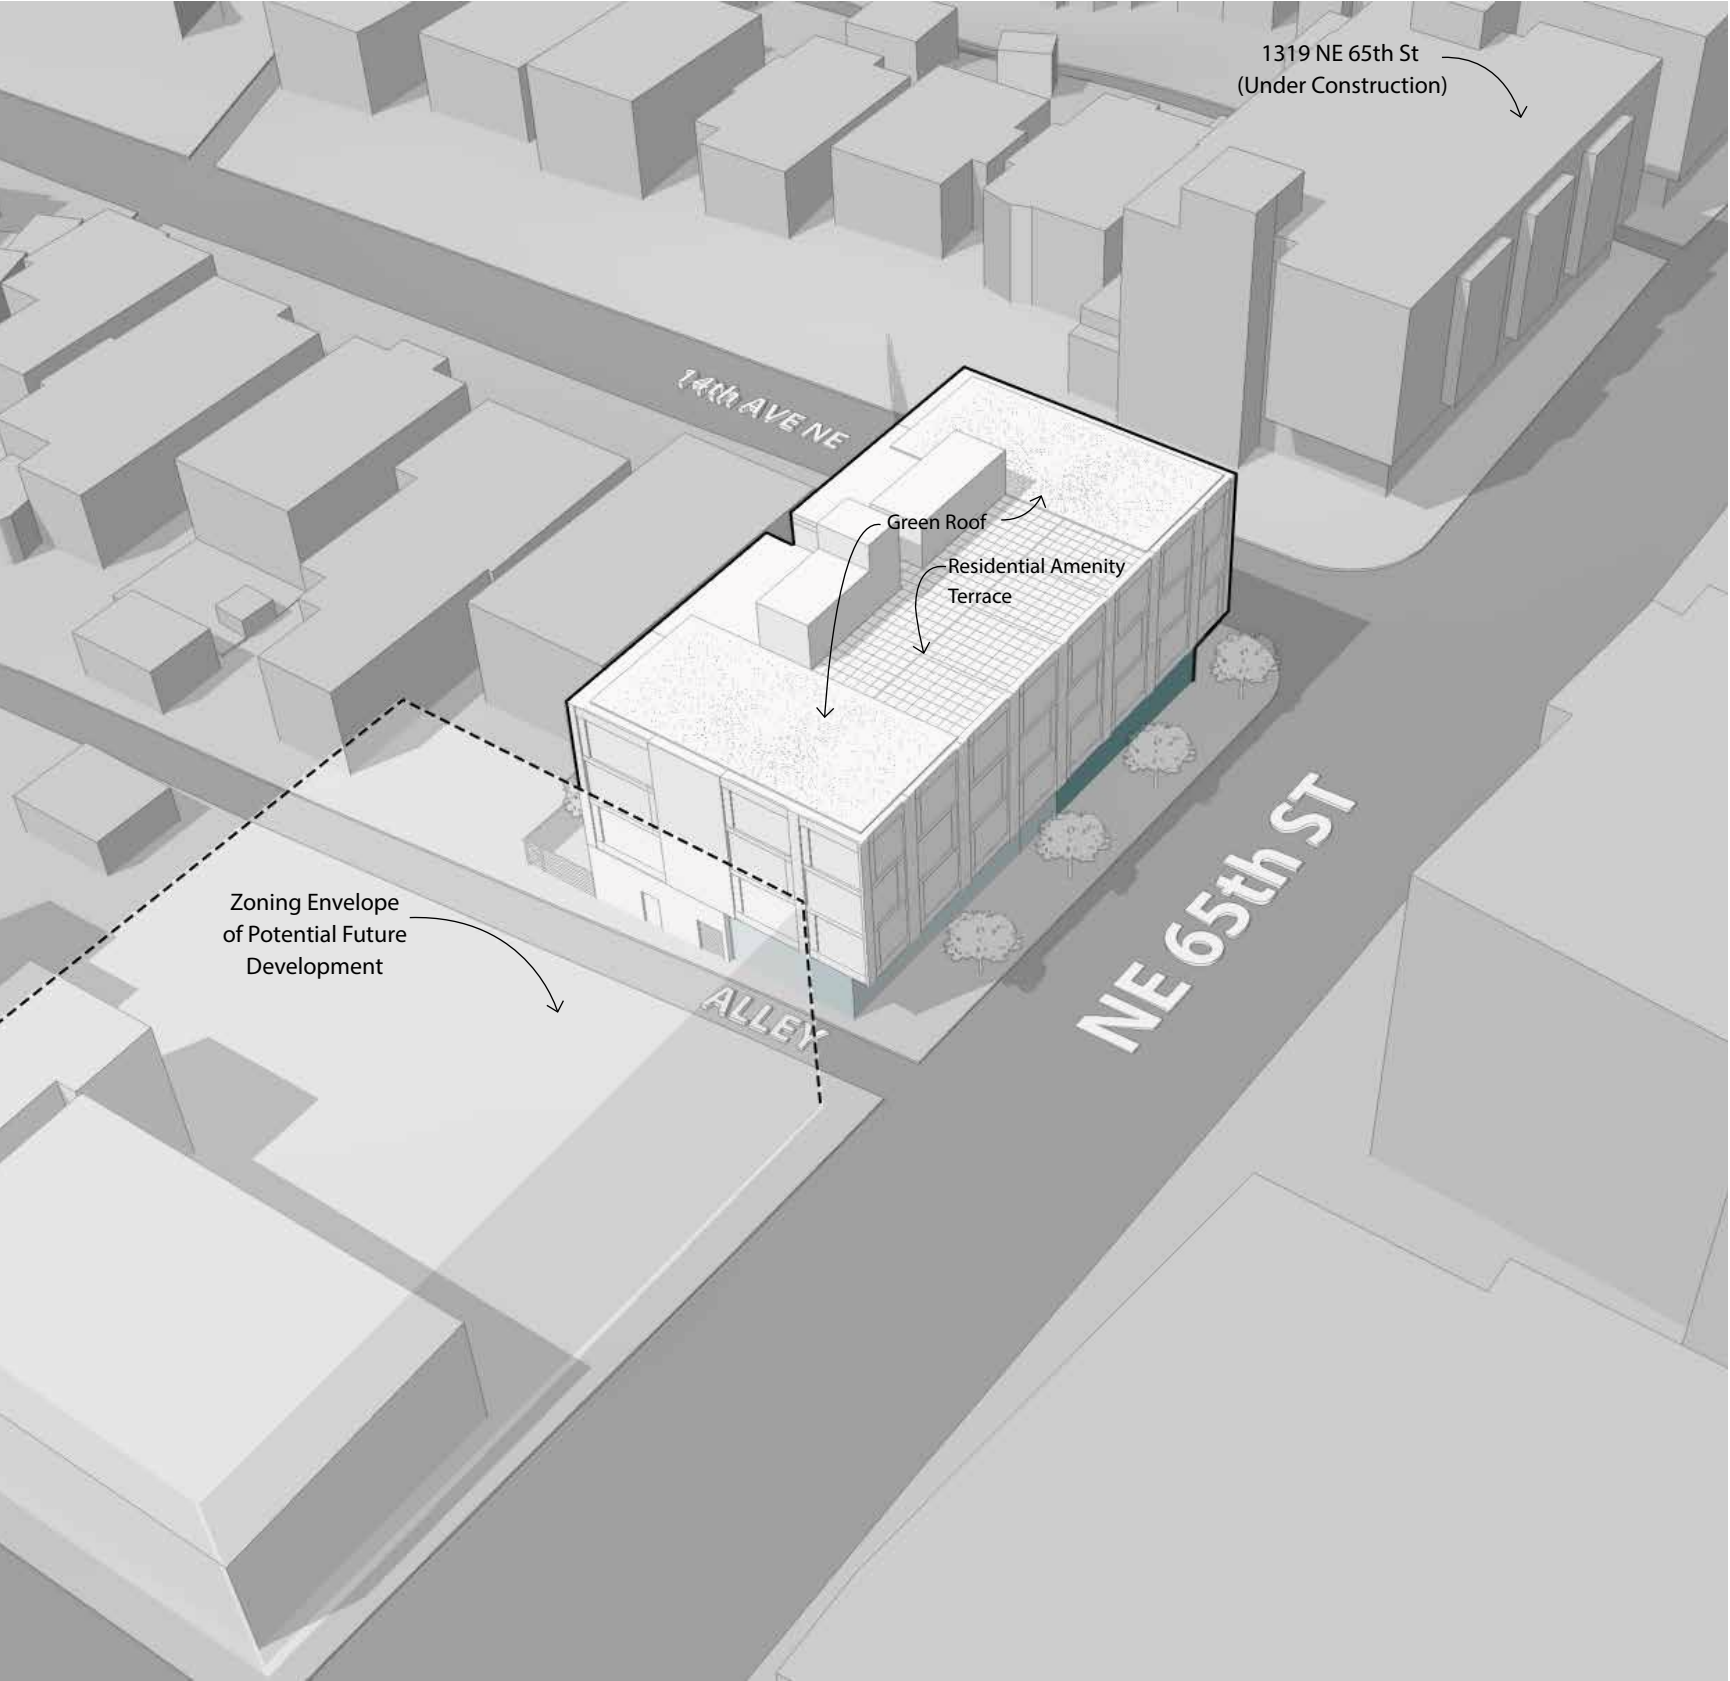 1319 NE 65th St
(Under Construction)
14th AVE NE
Green Roof
Residential Amenity
Terrace
NE 65th ST
Zoning Envelope
of Potential Future
Development
ALLEY